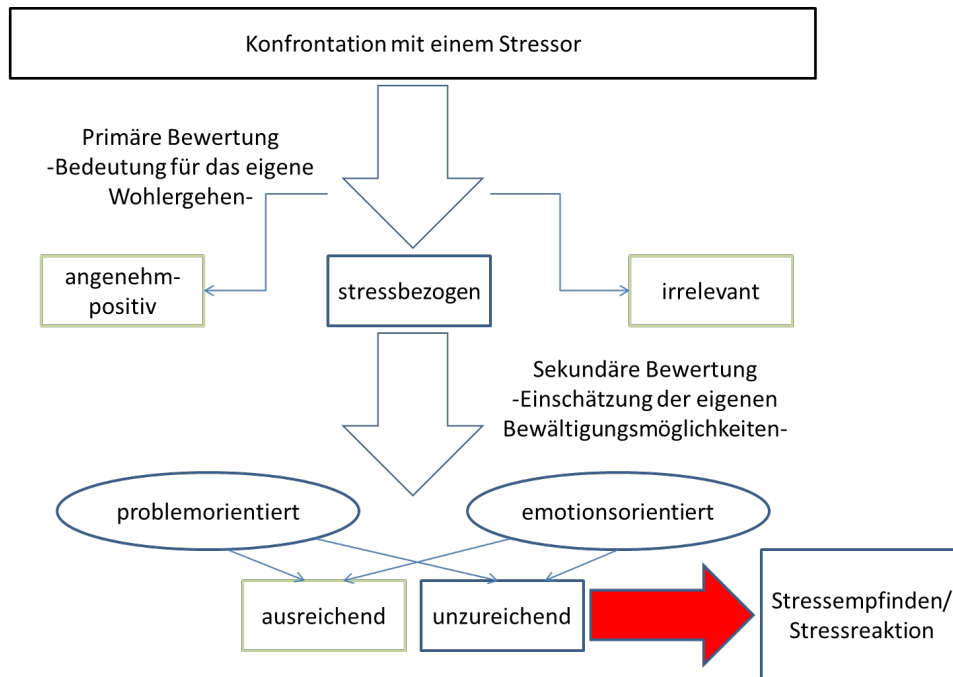 Konfrontation mit einem Stressor
Primäre Bewertung
-Bedeutung für das eigene
Wohlergehen-
angenehm-
positiv
stressbezogen
irrelevant
Sekundäre Bewertung
-Einschätzung der eigenen
Bewältigungsmöglichkeiten-
problemorientiert
emotionsorientiert
ausreichend
unzureichend
Stressempfinden/
Stressreaktion